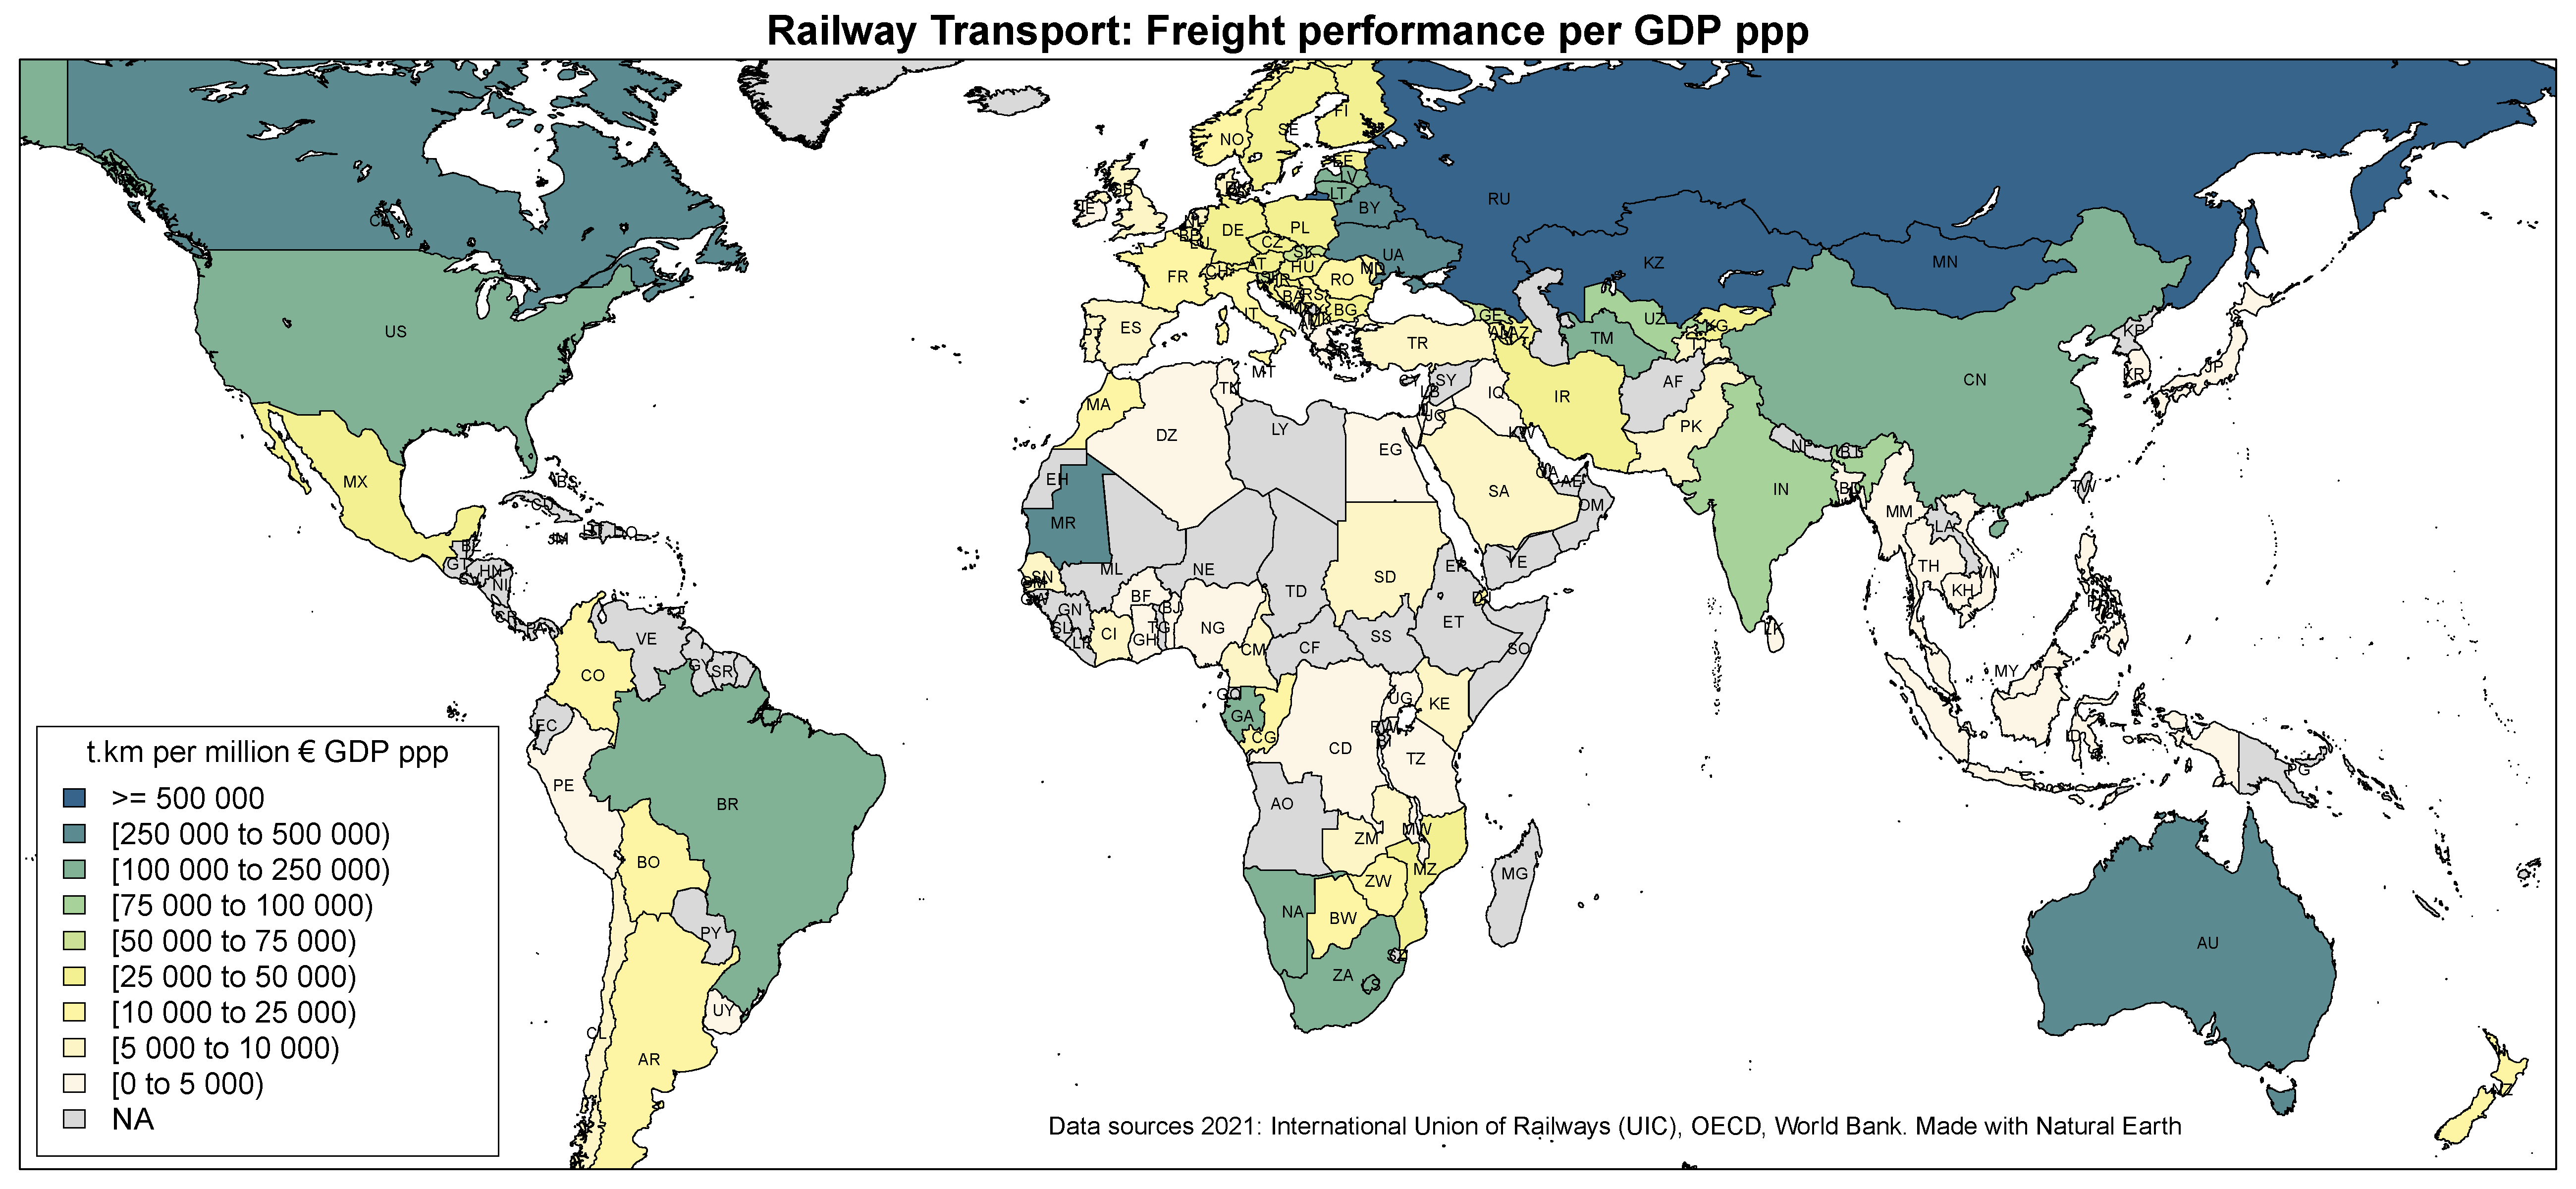 Railway Transport: Freight performance per GDP ppp
NO
SE
FI
EE
LV
LT
GB
IE
BY
RU
DE
PL
CZ
SK
UA
FR
AT
HU
RO
KZ
MN
US
ES
PT
IT
BG
GE
AZ
UZ
KG
TM
TR
CN
KP
KR
JP
MT
CY
SY
LB
AF
IR
IQ
TN
MA
DZ
LY
EG
JO
KW
PK
NP
BT
IN
BD
SA
AE
OM
TW
MM
LA
MX
BS
CU
HT
DO
JM
BZ
GT
HN
NI
CR
PA
EH
MR
ML
NE
TD
SD
ER
YE
TH
VN
KH
SN
GN
SL
LR
CI
BF
GH
TG
BJ
NG
CM
CF
SS
ET
SO
LK
MY
VE
GY
SR
CO
EC
PE
BR
GQ
GA
CG
CD
UG
KE
RW
BI
TZ
ID
PG
AO
ZM
MW
MZ
MG
BO
PY
ZW
BW
NA
ZA
LS
SZ
AU
UY
CL
AR
NZ
t.km per million € GDP ppp
>= 500 000
[250 000 to 500 000)
[100 000 to 250 000)
[75 000 to 100 000)
[50 000 to 75 000)
[25 000 to 50 000)
[10 000 to 25 000)
[5 000 to 10 000)
[0 to 5 000)
NA
Data sources 2021: International Union of Railways (UIC), OECD, World Bank. Made with Natural Earth